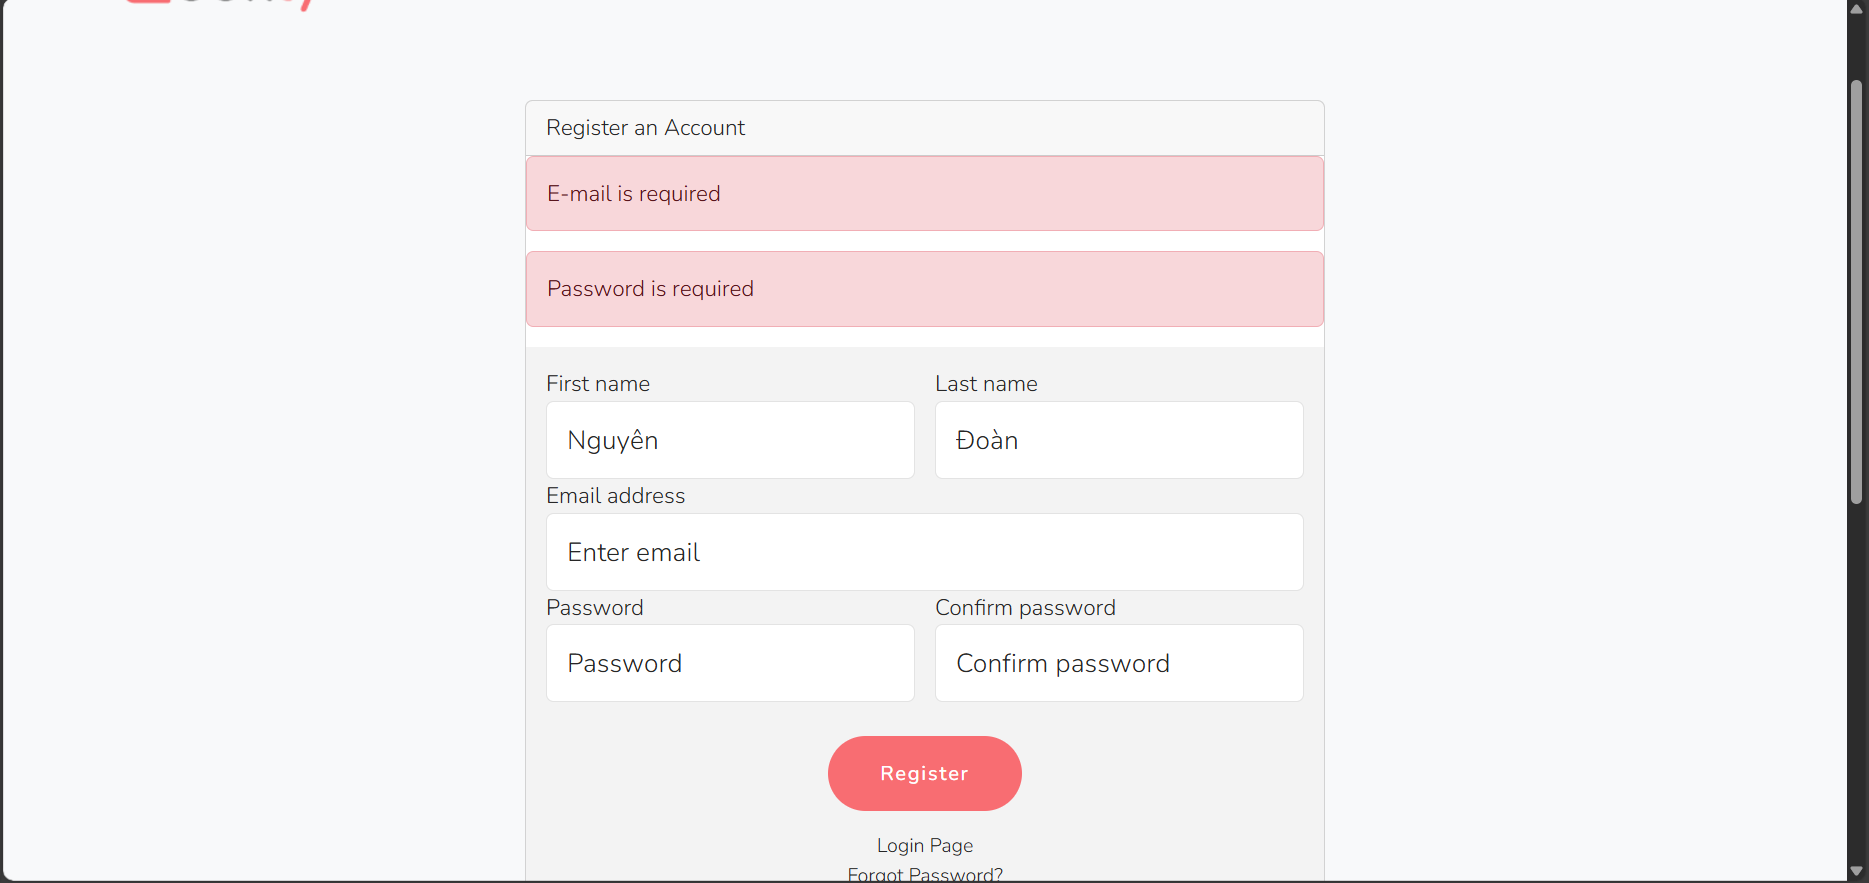 Register an Account
E-mail is required
Password is required
First name Last name
Nguyên Đoàn
Email address
Enter email
Password Confirm password
Password Confirm password
Register
Login Page
Forgot Password?